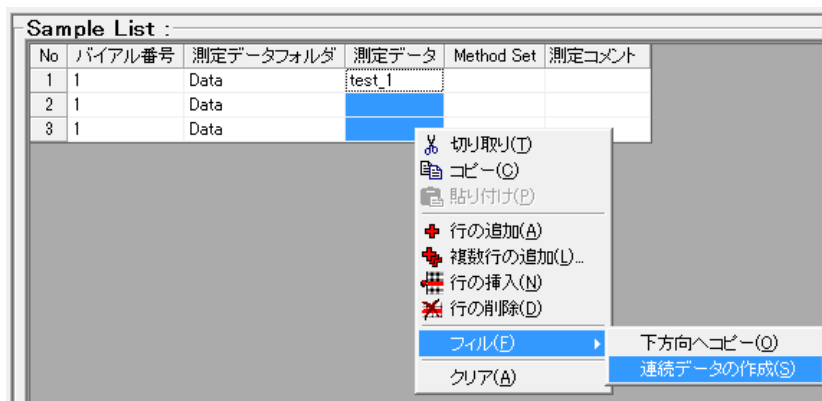 Sample List :
No バイアル番号 測定データフォルダ 測定データ Method Set 測定コメント
1 1 Data test_1
2 1 Data
3 1 Data
切り取り(T)
コピー(C)
貼り付け(P)
行の追加(A)
複数行の追加(L)...
行の挿入(N)
行の削除(D)
フィル(F)
下方向へコピー(O)
連続データの作成(S)
クリア(A)